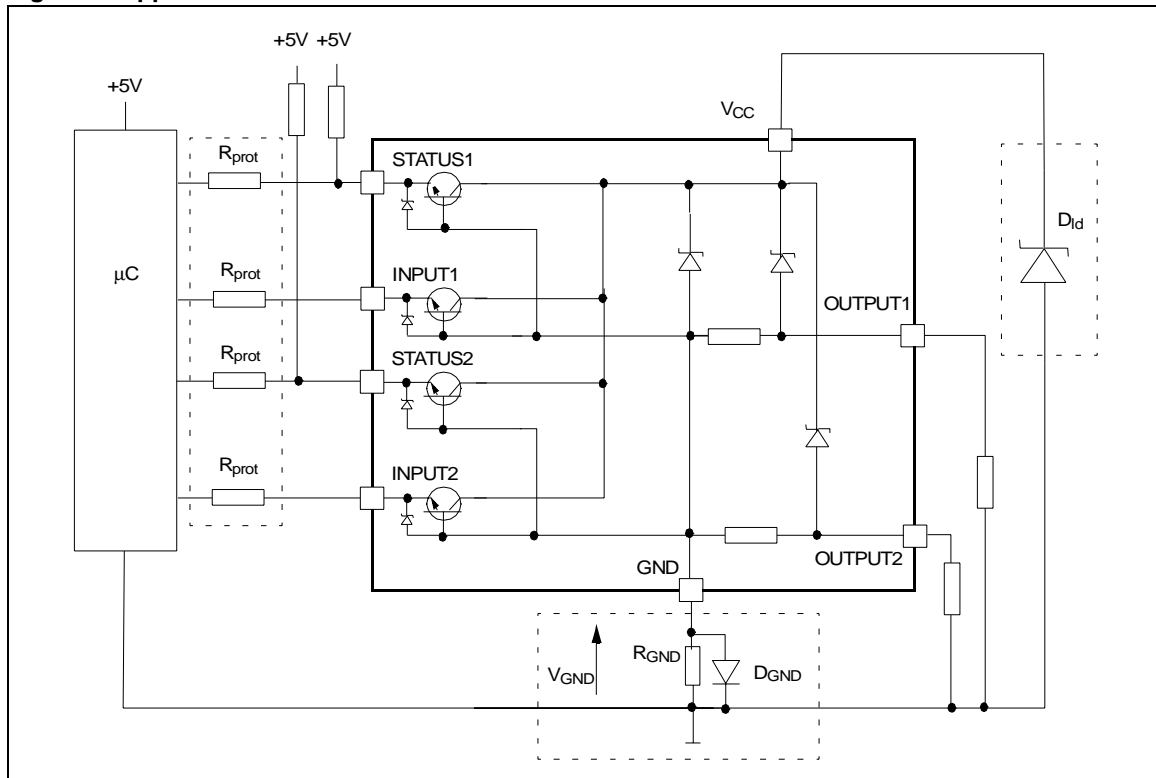 +5V +5V
+5V
VCC
Rprot
STATUS1
Dld
μC
Rprot
INPUT1
OUTPUT1
Rprot
STATUS2
Rprot
INPUT2
GND
OUTPUT2
RGND
VGND
DGND